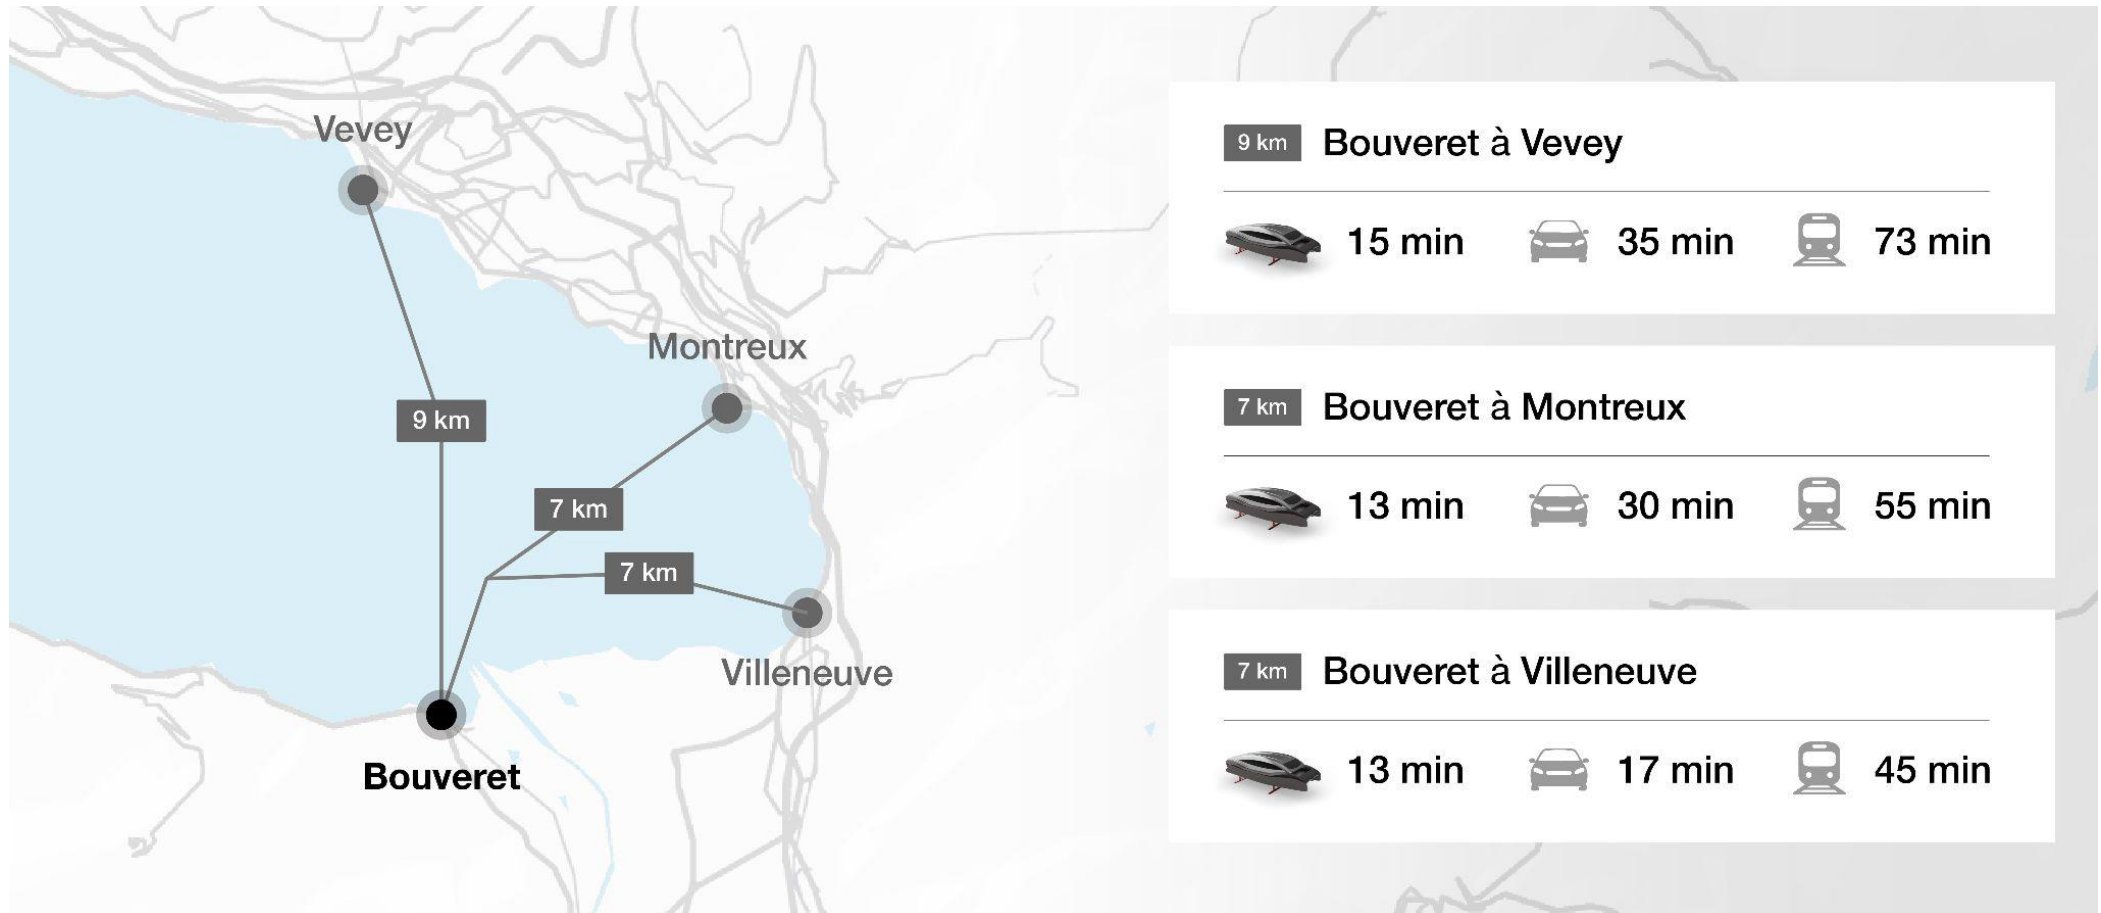 Vevey
Montreux
9 km
7 km
7 km
Villeneuve
Bouveret
9 km Bouveret à Vevey
15 min 35 min 73 min
7 km Bouveret à Montreux
13 min 30 min 55 min
7 km Bouveret à Villeneuve
13 min 17 min 45 min